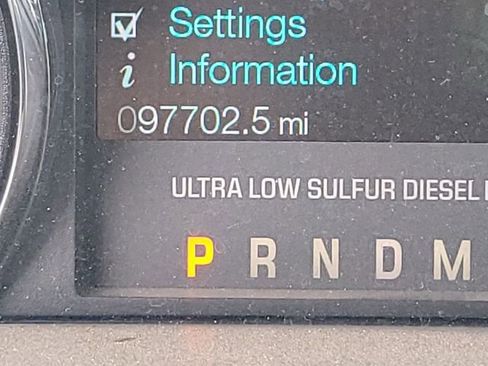 Settings
i Information
097702.5 mi
ULTRA LOW SULFUR DIESEL
P R N D M